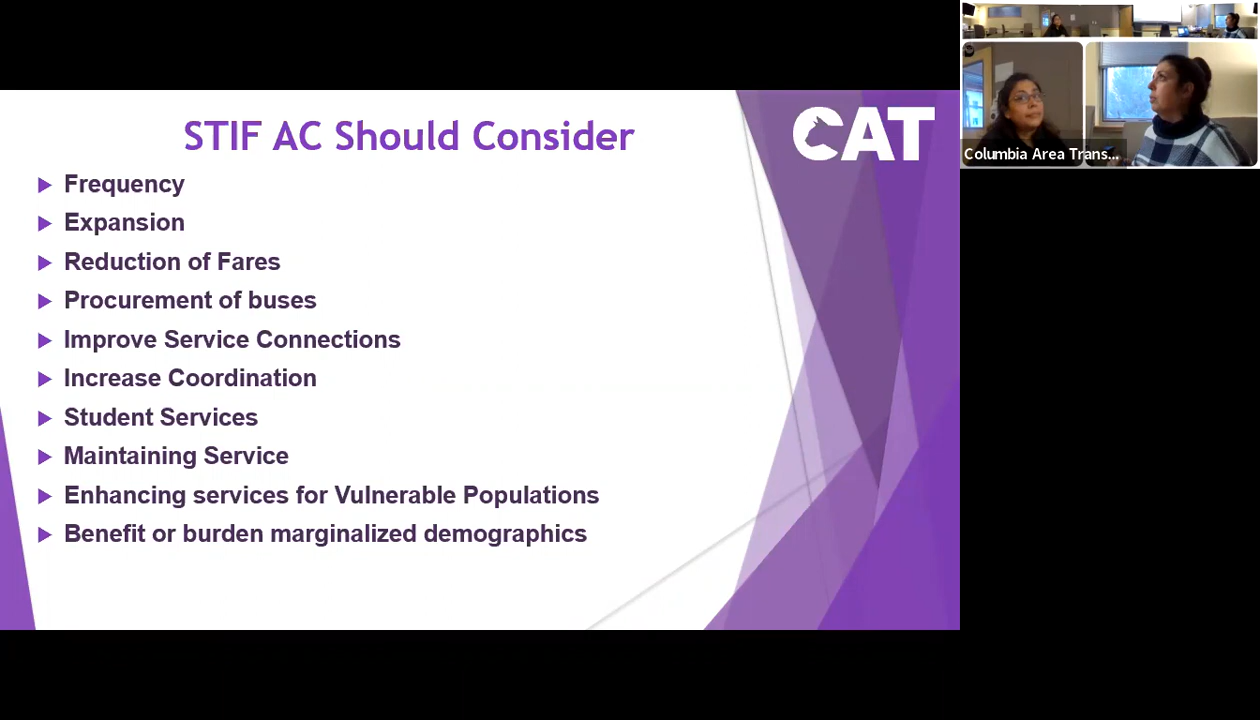 STIF AC Should Consider
CAT
Frequency
Expansion
Reduction of Fares
Procurement of buses
Improve Service Connections
Increase Coordination
Student Services
Maintaining Service
Enhancing services for Vulnerable Populations
Benefit or burden marginalized demographics
Columbia Area Trans...